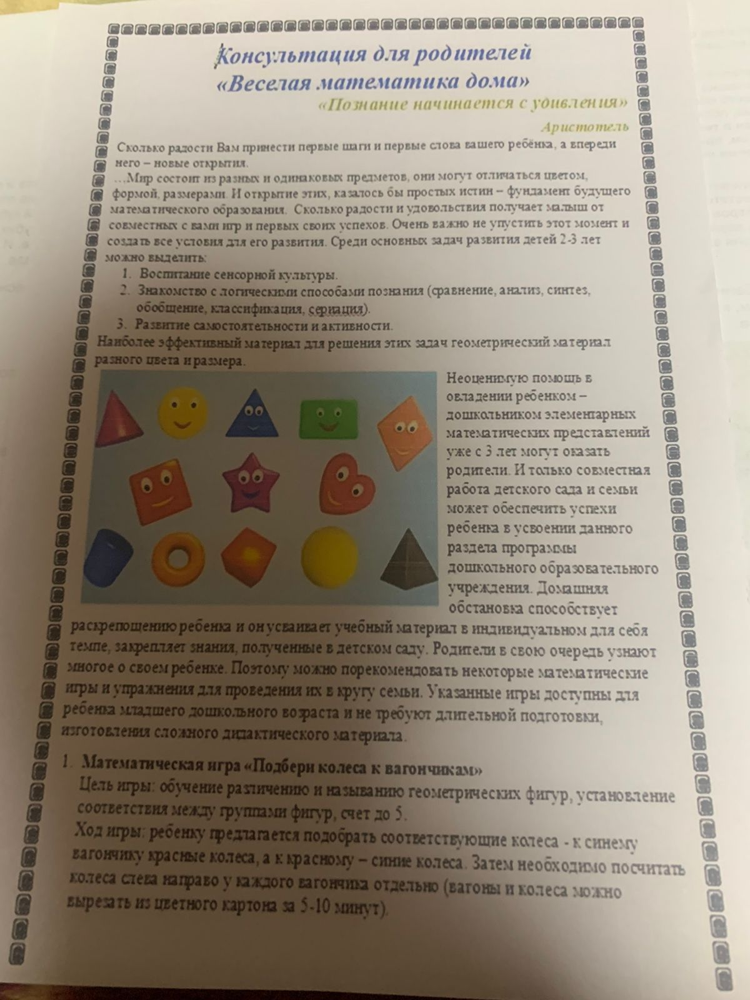 Консультация для родителей
«Веселая математика дома»
«Познание начинается с удивления»
Аристотель
Сколько радости Вам принести первые шаги и первые слова вашего ребёнка, а впереди
него – новые открытия.
…Мир состоит из разных и одинаковых предметов, они могут отличаться цветом,
формой, размерами. И открытие этих, казалось бы простых истин – фундамент будущего
математического образования. Сколько радости и удовольствия получает малыш от
совместных с вами игр и первых своих успехов. Очень важно не упустить этот момент и
создать все условия для его развития. Среди основных задач развития детей 2-3 лет
можно выделить:
1. Воспитание сенсорной культуры.
2. Знакомство с логическими способами познания (сравнение, анализ, синтез,
обобщение, классификация, сериация).
3. Развитие самостоятельности и активности.
Наиболее эффективный материал для решения этих задач геометрический материал
разного цвета и размера.
Неоценимую помощь в
овладении ребенком –
дошкольником элементарных
математических представлений
уже с 3 лет могут оказать
родители. И только совместная
работа детского сада и семьи
может обеспечить успехи
ребенка в усвоении данного
раздела программы
дошкольного образовательного
учреждения. Домашняя
обстановка способствует
раскрепощению ребенка и он усваивает учебный материал в индивидуальном для себя
темпе, закрепляет знания, полученные в детском саду. Родители в свою очередь узнают
многое о своем ребенке. Поэтому можно порекомендовать некоторые математические
игры и упражнения для проведения их в кругу семьи. Указанные игры доступны для
ребенка младшего дошкольного возраста и не требуют длительной подготовки,
изготовления сложного дидактического материала.
1. Математическая игра «Подбери колеса к вагончикам»
Цель игры: обучение различению и называнию геометрических фигур, установление
соответствия между группами фигур, счет до 5.
Ход игры: ребенку предлагается подобрать соответствующие колеса - к синему
вагончику красные колеса, а к красному – синие колеса. Затем необходимо посчитать
колеса слева направо у каждого вагончика отдельно (вагоны и колеса можно
вырезать из цветного картона за 5-10 минут).